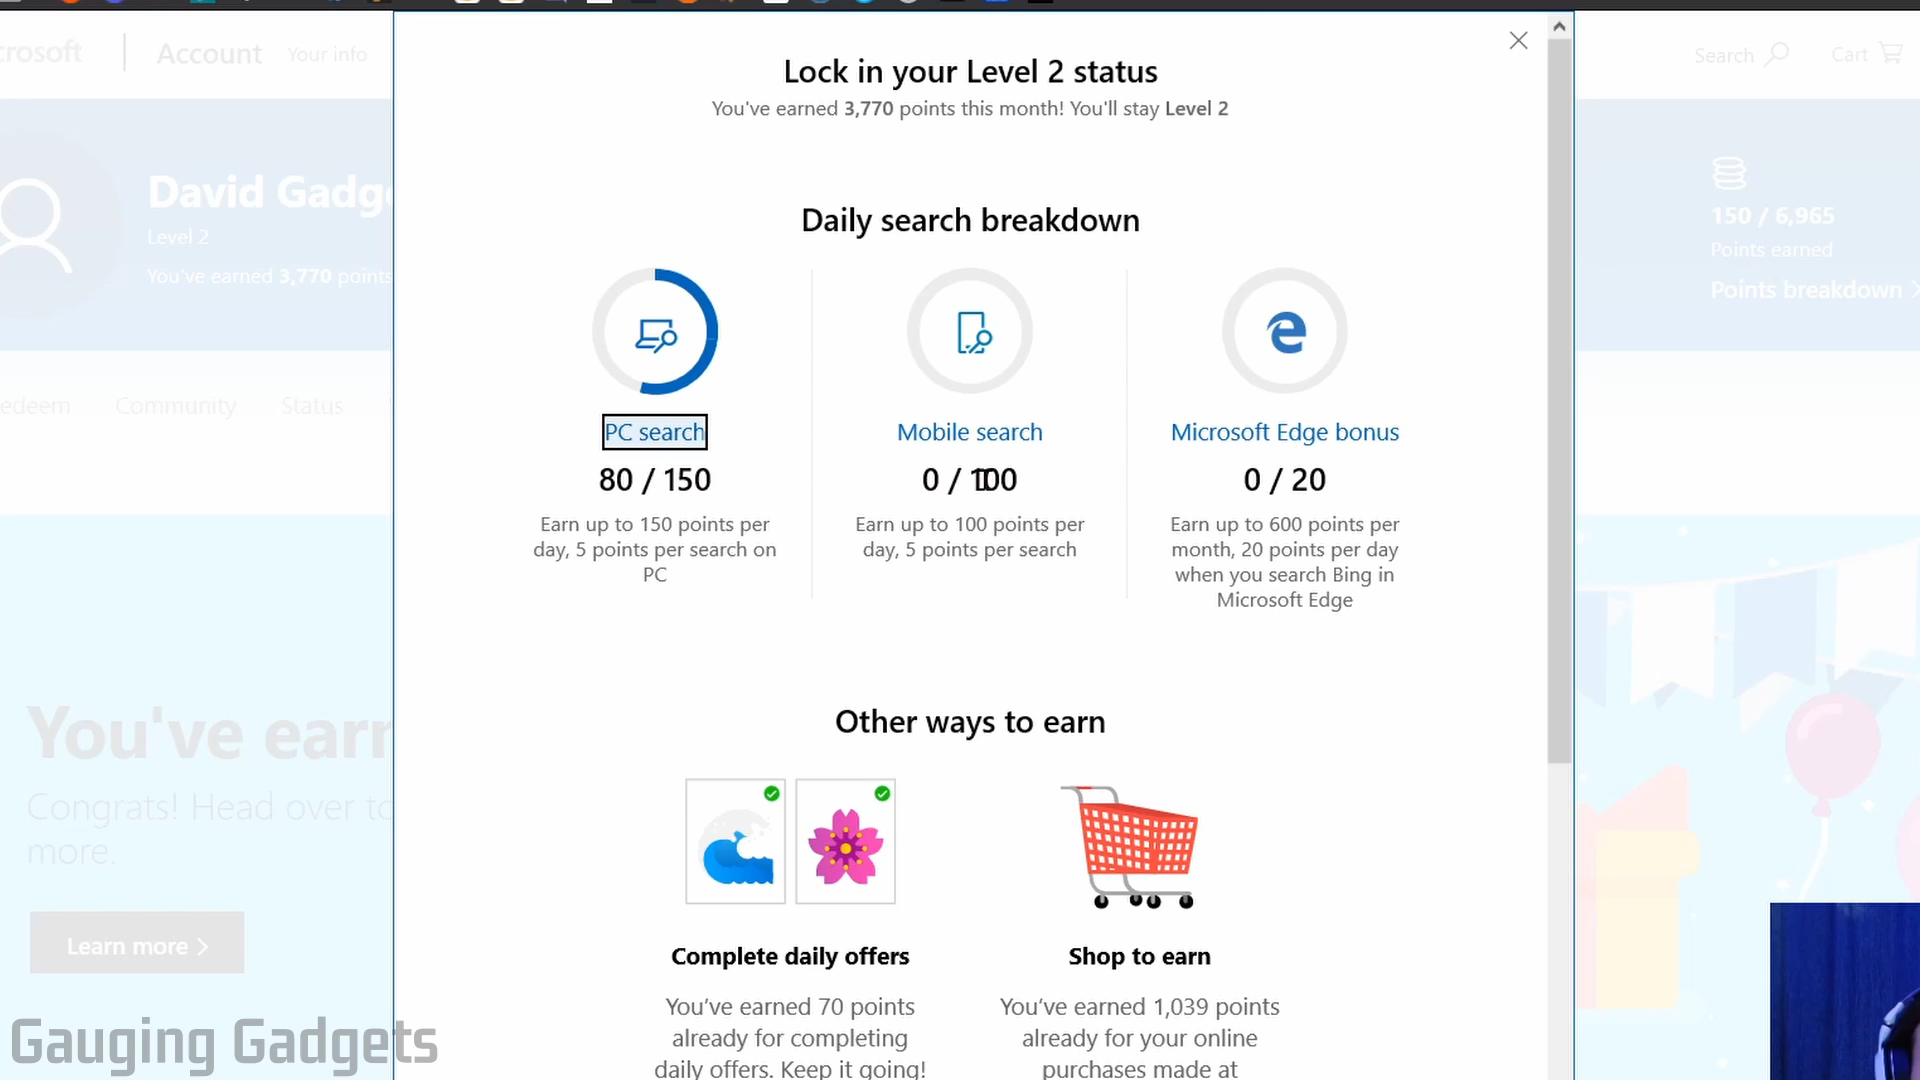 crosoft
Account
Your info
Search
Cart
Lock in your Level 2 status
You've earned 3,770 points this month! You'll stay Level 2
David Gadge
Level 2
You've earned 3,770 points
150 / 6,965
Points earned
Points breakdown
Daily search breakdown
PC search
80 / 150
Earn up to 150 points per
day, 5 points per search on
PC
Mobile search
0 / 100
Earn up to 100 points per
day, 5 points per search
Microsoft Edge bonus
0 / 20
Earn up to 600 points per
month, 20 points per day
when you search Bing in
Microsoft Edge
edeem
Community
Status
You've earr
Congrats! Head over to
more.
Learn more
Other ways to earn
Complete daily offers
You've earned 70 points
already for completing
daily offers. Keep it going!
Shop to earn
You've earned 1,039 points
already for your online
purchases made at
Gauging Gadgets